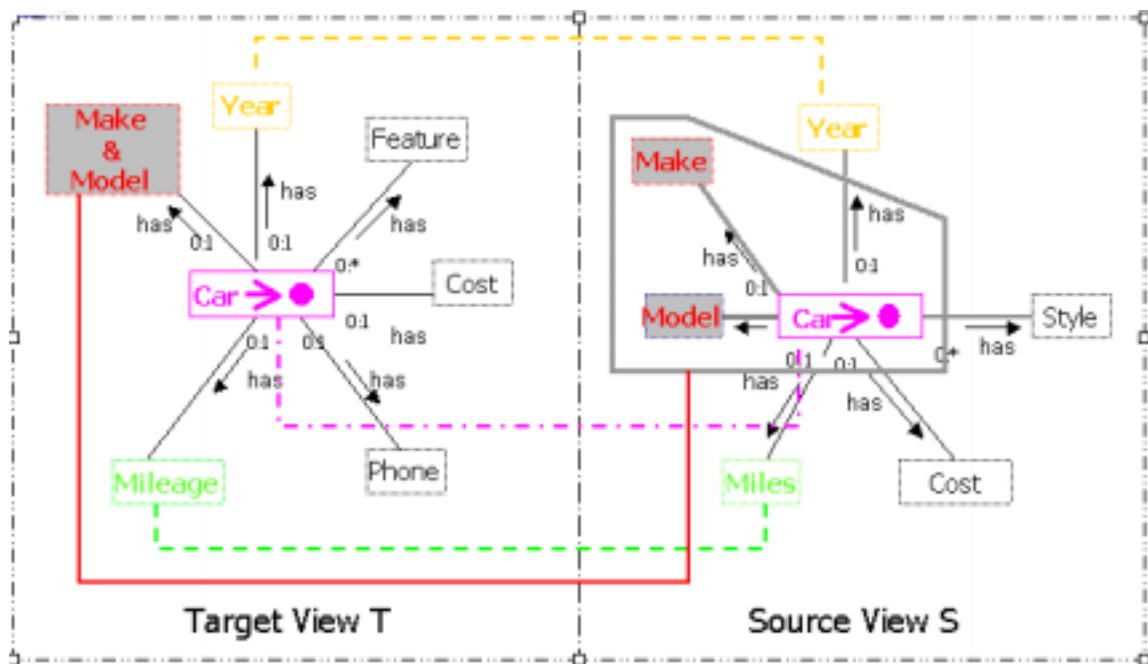 Year
Make
&
Model
Feature
has
has
has
0:1
0:1
0:*
Car
Cost
0:1
has
0:1
0:1
has
has
Mileage
Phone
Target View T
Year
Make
has
has
0:1
0:1
Model
Car
Style
has
0:*
0:1
0:1
has
has
Miles
Cost
Source View S